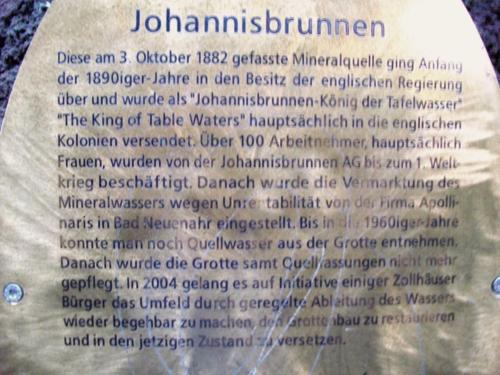 Johannisbrunnen
Diese am 3. Oktober 1882 gefasste Mineralquelle ging Anfang
der 1890iger-Jahre in den Besitz der englischen Regierung
über und wurde als "Johannisbrunnen-König der Tafelwasser"
"The King of Table Waters" hauptsächlich in die englischen
Kolonien versendet. Über 100 Arbeitnehmer, hauptsächlich
Frauen, wurden von der Johannisbrunnen AG bis zum 1. Welt-
krieg beschäftigt. Danach wurde die Vermarktung des
Mineralwassers wegen Unrentabilität von der Firma Apolli-
naris in Bad Neuenahr eingestellt. Bis in die 1960iger-Jahre
konnte man noch Quellwasser aus der Grotte entnehmen.
Danach wurde die Grotte samt Quellfassungen nicht mehr
gepflegt. In 2004 gelang es auf Initiative einiger Zollhäuser
Bürger das Umfeld durch geregelte Ableitung des Wassers
wieder begehbar zu machen, den Grottenbau zu restaurieren
und in den jetzigen Zustand zu versetzen.